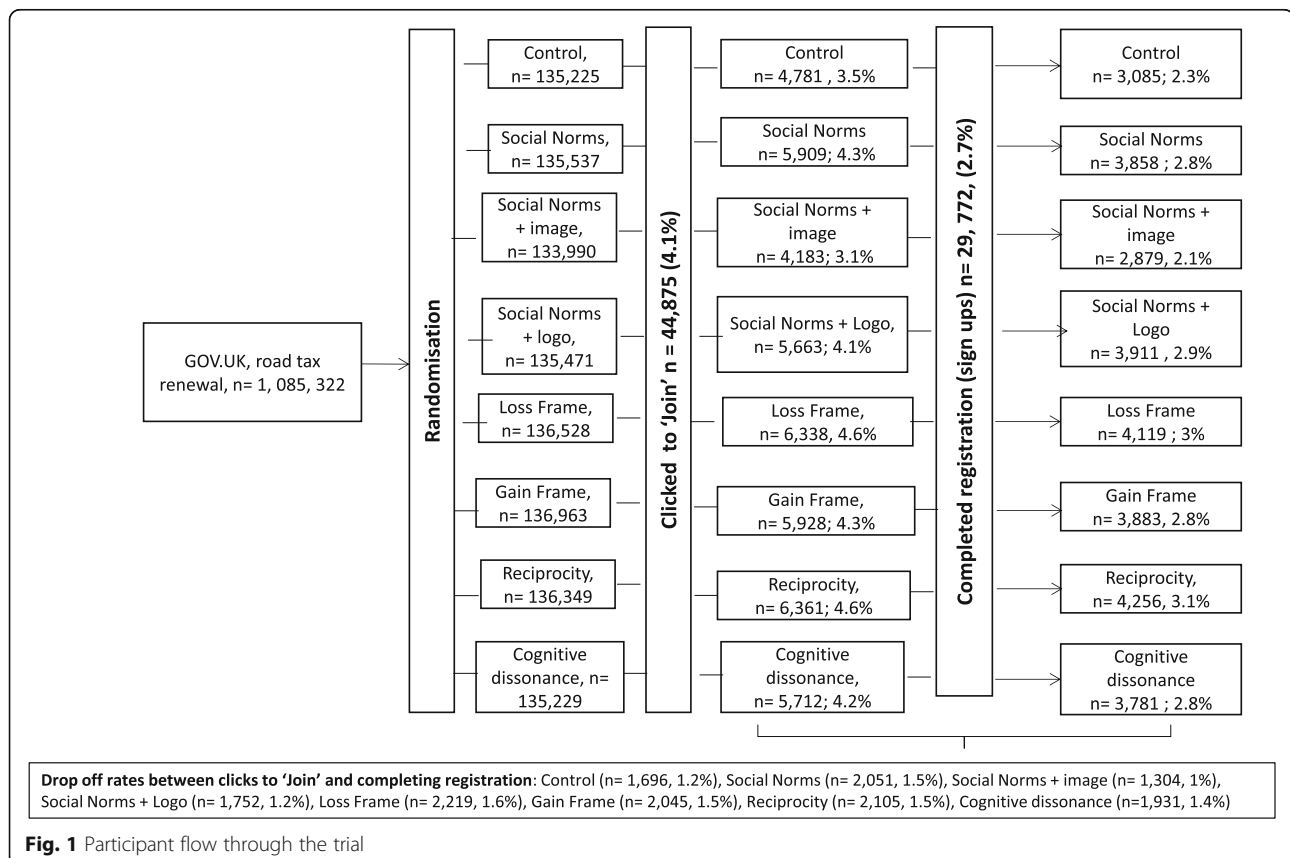 GOV.UK, road tax
renewal, n= 1, 085, 322
Randomisation
Control,
n= 135,225
Social Norms,
n= 135,537
Social Norms
+ image,
n= 133,990
Social Norms
+ logo,
n= 135,471
Loss Frame,
n= 136,528
Gain Frame,
n= 136,963
Reciprocity,
n= 136,349
Cognitive
dissonance, n=
135,229
Clicked to ‘Join’ n = 44,875 (4.1%)
Control
n= 4,781 , 3.5%
Social Norms
n= 5,909; 4.3%
Social Norms +
image
n= 4,183; 3.1%
Social Norms + Logo,
n= 5,663; 4.1%
Loss Frame,
n= 6,338, 4.6%
Gain Frame,
n= 5,928; 4.3%
Reciprocity,
n= 6,361; 4.6%
Cognitive
dissonance,
n= 5,712; 4.2%
Completed registration (sign ups) n= 29, 772, (2.7%)
Control
n= 3,085; 2.3%
Social Norms
n= 3,858 ; 2.8%
Social Norms +
image
n= 2,879, 2.1%
Social Norms +
Logo
n= 3,911 , 2.9%
Loss Frame
n= 4,119 ; 3%
Gain Frame
n= 3,883, 2.8%
Reciprocity,
n= 4,256, 3.1%
Cognitive
dissonance
n= 3,781 ; 2.8%
Drop off rates between clicks to ‘Join’ and completing registration: Control (n= 1,696, 1.2%), Social Norms (n= 2,051, 1.5%), Social Norms + image (n= 1,304, 1%),
Social Norms + Logo (n= 1,752, 1.2%), Loss Frame (n= 2,219, 1.6%), Gain Frame (n= 2,045, 1.5%), Reciprocity (n= 2,105, 1.5%), Cognitive dissonance (n=1,931, 1.4%)
Fig. 1 Participant flow through the trial